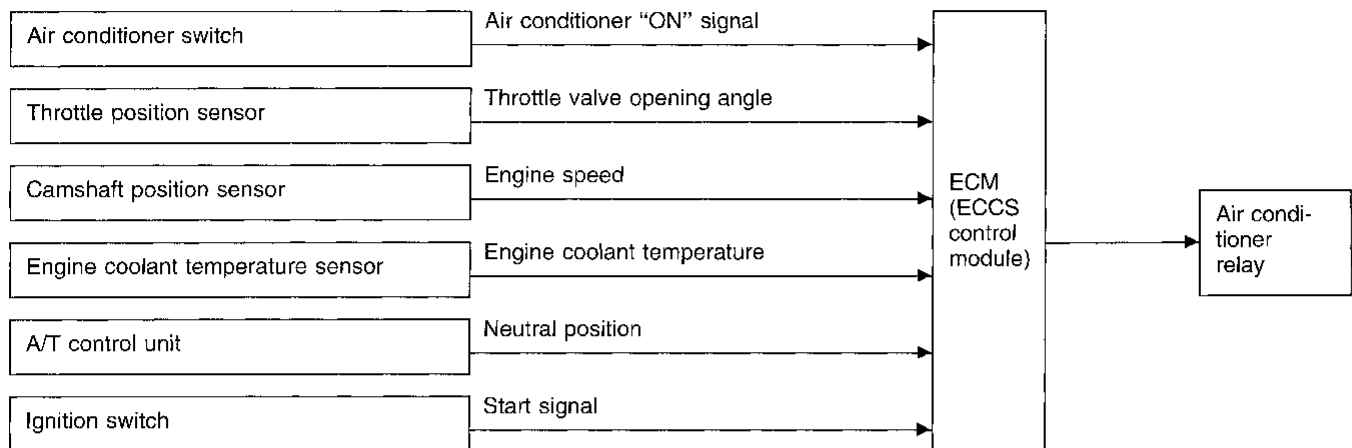 Air conditioner switch
Air conditioner “ON” signal
Throttle position sensor
Throttle valve opening angle
Camshaft position sensor
Engine speed
Engine coolant temperature sensor
Engine coolant temperature
A/T control unit
Neutral position
Ignition switch
Start signal
ECM
(ECCS
control
module)
Air condi-
tioner
relay